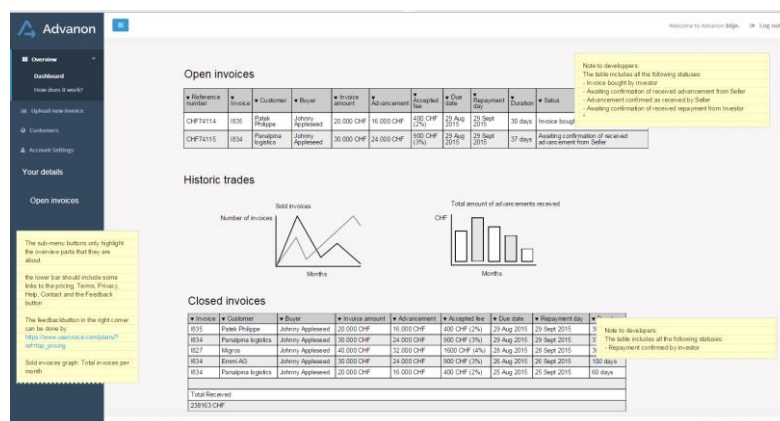 Advanon
Welcome to Advanon Stijn
Log out
Overview
Dashboard
How does it work?
Upload new invoice
Customers
Account Settings
Your details
Open invoices
The sub-menu buttons only highlight
the overview parts that they are
about.
the lower bar should include some
links to the pricing, Terms, Privacy,
Help, Contact and the Feedback
button
The feedbackbutton in the right corner
can be done by:
https://www.uservoice.com/plans/?
ref=top_pricing
Sold invoices graph: Total invoices per
month
Open invoices
Note to developpers:
The table includes all the following statuses:
- Invoice bought by investor
- Awaiting confirmation of received advancement from Seller
- Advancement confirmed as received by Seller
- Awaiting confirmation of received repayment from Investor
Reference number Invoice Customer Buyer Invoice amount Advancement Accepted fee Due date Repayment day Duration Satus
CHF74114 I835 Patek Philippe Johnny Appleseed 20.000 CHF 16.000 CHF 400 CHF (2%) 29 Aug 2015 29 Sept 2015 30 days Invoice bough
CHF74115 I834 Panalpina logistics Johnny Appleseed 30.000 CHF 24.000 CHF 900 CHF (3%) 29 Aug 2015 29 Sept 2015 37 days Awaiting confirmation of received advancement from Seller
Historic trades
Sold invoices
Number of invoices
Months
Total amount of advancements received
CHF
Months
Closed invoices
Invoice Customer Buyer Invoice amount Advancement Accepted fee Due date Repayment day
I835 Patek Philippe Johnny Appleseed 20.000 CHF 16.000 CHF 400 CHF (2%) 29 Aug 2015 29 Sept 2015
I834 Panalpina logistics Johnny Appleseed 30.000 CHF 24.000 CHF 900 CHF (3%) 29 Aug 2015 29 Sept 2015
I827 Migros Johnny Appleseed 40.000 CHF 32.000 CHF 1600 CHF (4%) 28 Aug 2015 28 Sept 2015
I834 Emmi AG Johnny Appleseed 30.000 CHF 24.000 CHF 900 CHF (3%) 26 Aug 2015 26 Sept 2015 100 days
I834 Panalpina logistics Johnny Appleseed 20.000 CHF 16.000 CHF 400 CHF (2%) 25 Aug 2015 25 Sept 2015 60 days
Total Received
238163 CHF
Note to developers:
The table includes all the following statuses:
- Repayment confirmed by investor